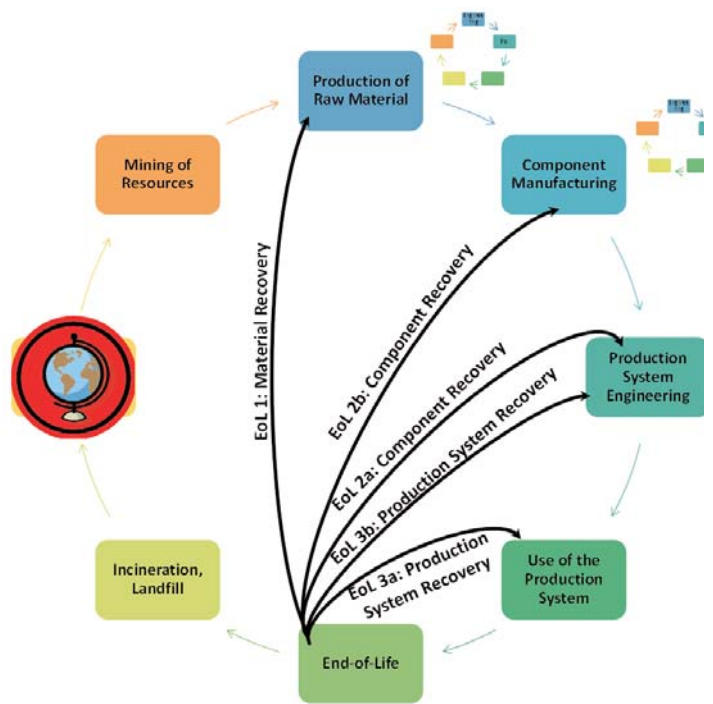 Production of
Raw Material
Mining of
Resources
Component
Manufacturing
EoL 1: Material Recovery
EoL 2b: Component Recovery
EoL 2a: Component Recovery
EoL 3b: Production System Recovery
EoL 3a: Production
System Recovery
Production
System
Engineering
Incineration,
Landfill
Use of the
Production
System
End-of-Life